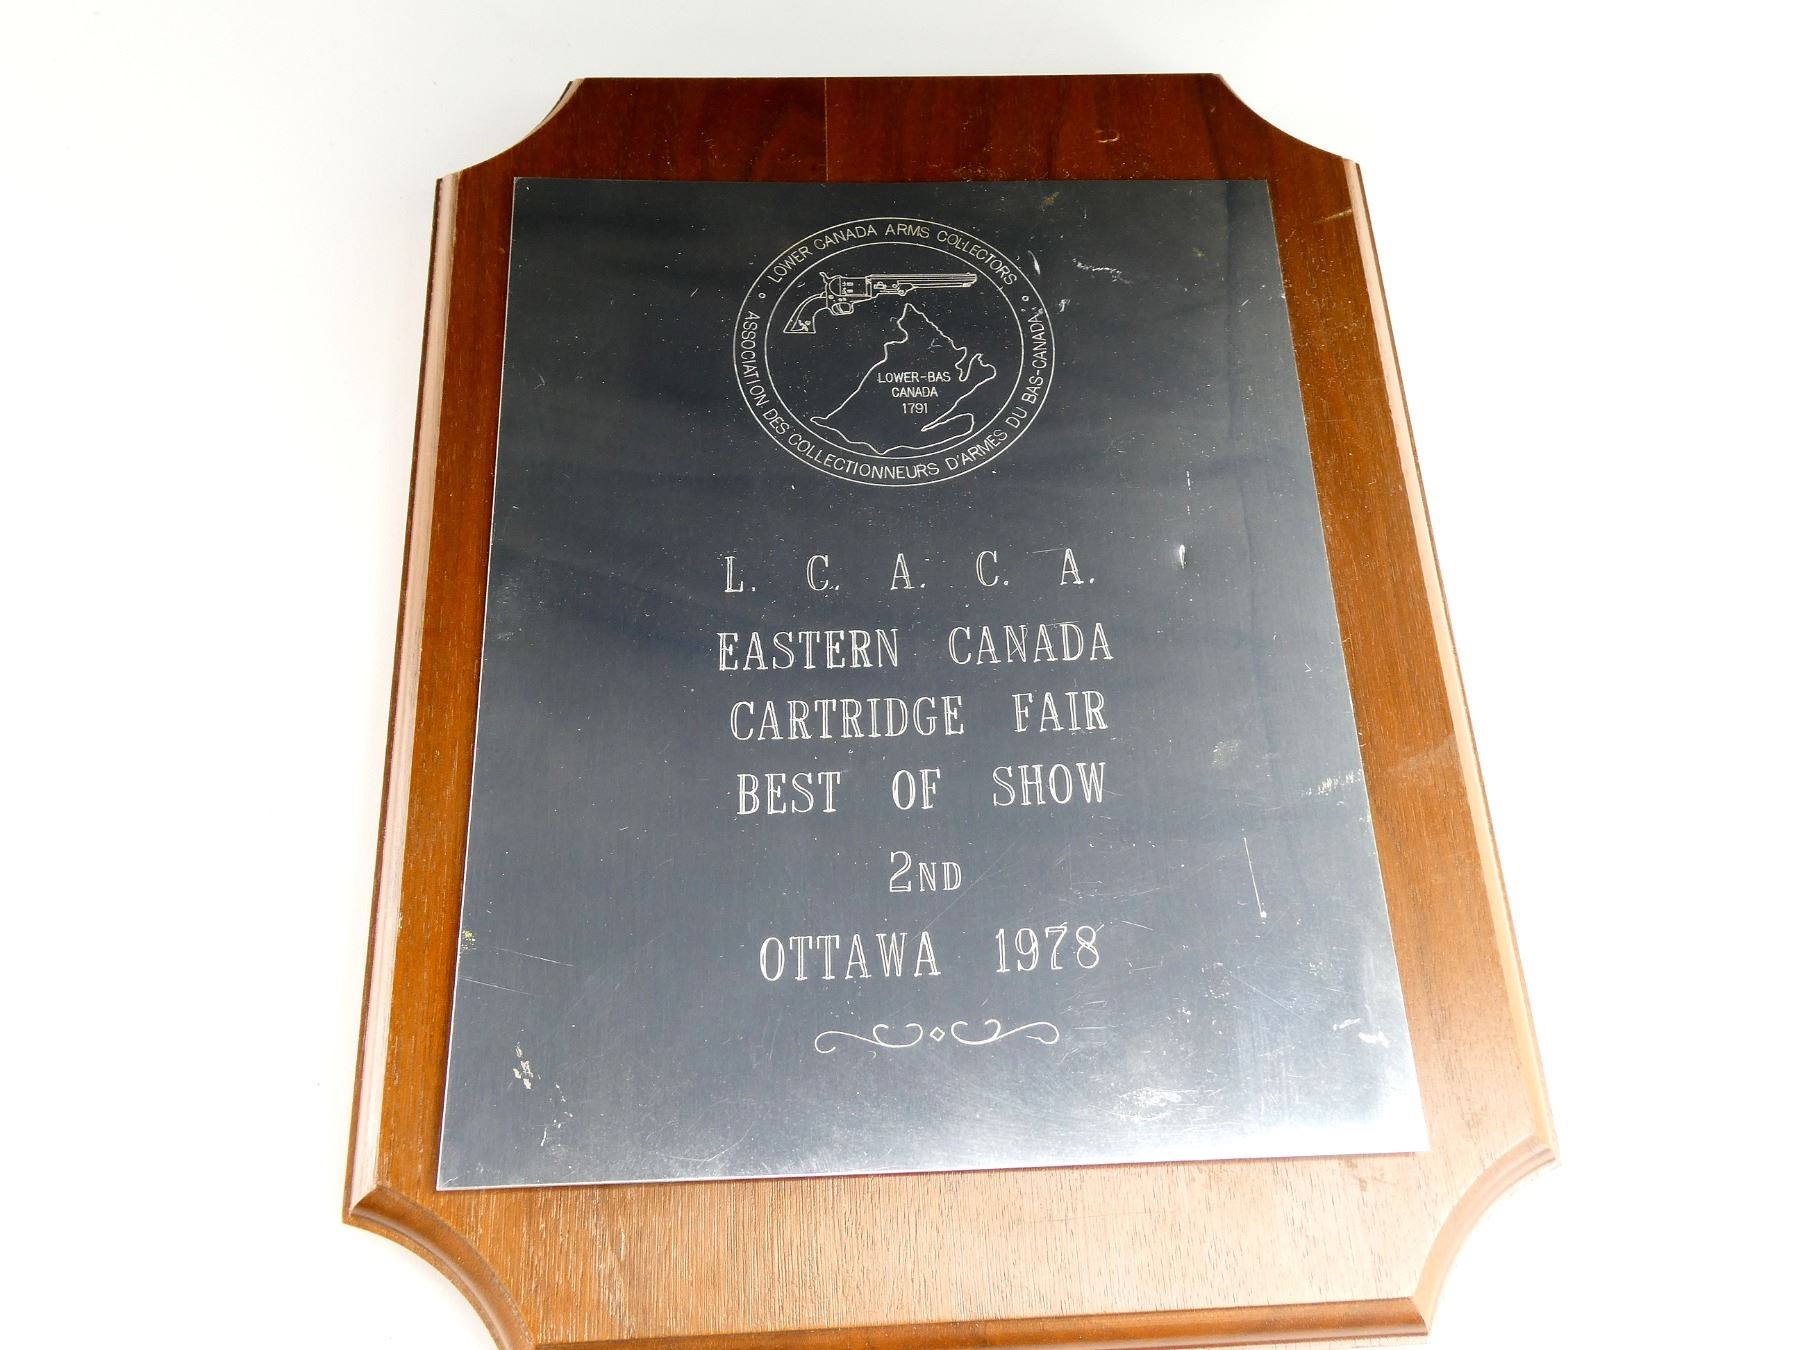 LOWER CANADA ARMS COLLECTORS
ASSOCIATION DES COLLECTIONNEURS D'ARMES DU BAS-CANADA
LOWER-BAS
CANADA
1791
L. C. A. C. A.
EASTERN CANADA
CARTRIDGE FAIR
BEST OF SHOW
2ND
OTTAWA 1978